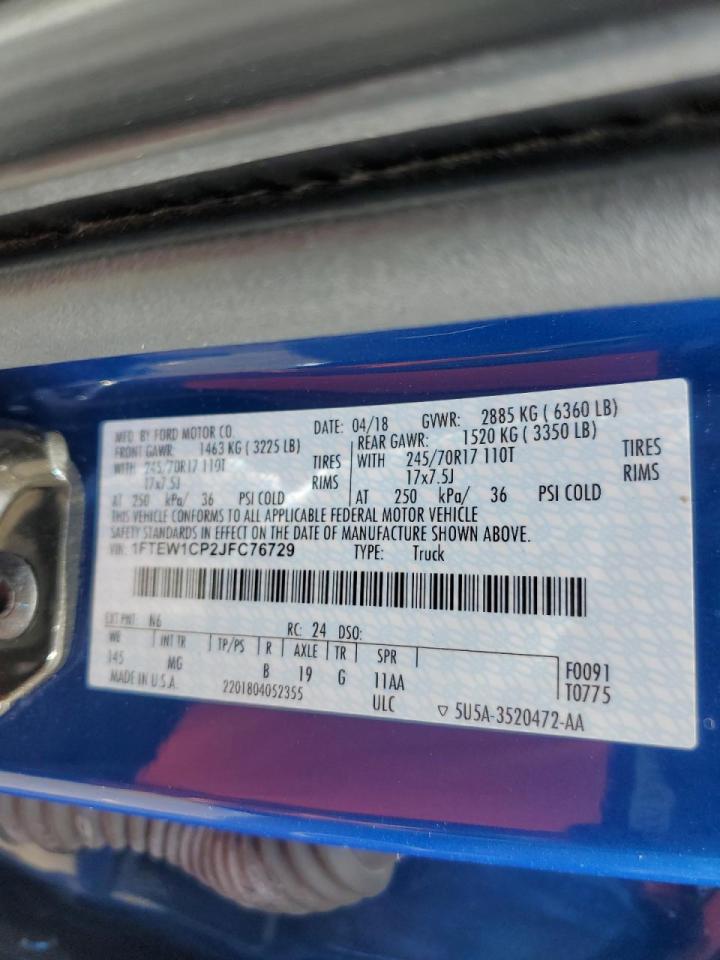 MFD. BY FORD MOTOR CO. DATE: 04/18 GVWR: 2885 KG ( 6360 LB)
FRONT GAWR: 1463 KG ( 3225 LB) REAR GAWR: 1520 KG ( 3350 LB)
WITH 245/70R17 110T TIRES WITH 245/70R17 110T TIRES
17x7.5J RIMS 17x7.5J RIMS
AT 250 kPa/ 36 PSI COLD AT 250 kPa/ 36 PSI COLD
THIS VEHICLE CONFORMS TO ALL APPLICABLE FEDERAL MOTOR VEHICLE
SAFETY STANDARDS IN EFFECT ON THE DATE OF MANUFACTURE SHOWN ABOVE.
VIN: 1FTEW1CP2JFC76729 TYPE: Truck
EXT PNT: N6 RC: 24 DSO:
WB INT TR TP/PS R AXLE TR SPR
145 MG B 19 G 11AA F0091
MADE IN U.S.A. 2201804052355 ULC T0775
▽ 5U5A-3520472-AA